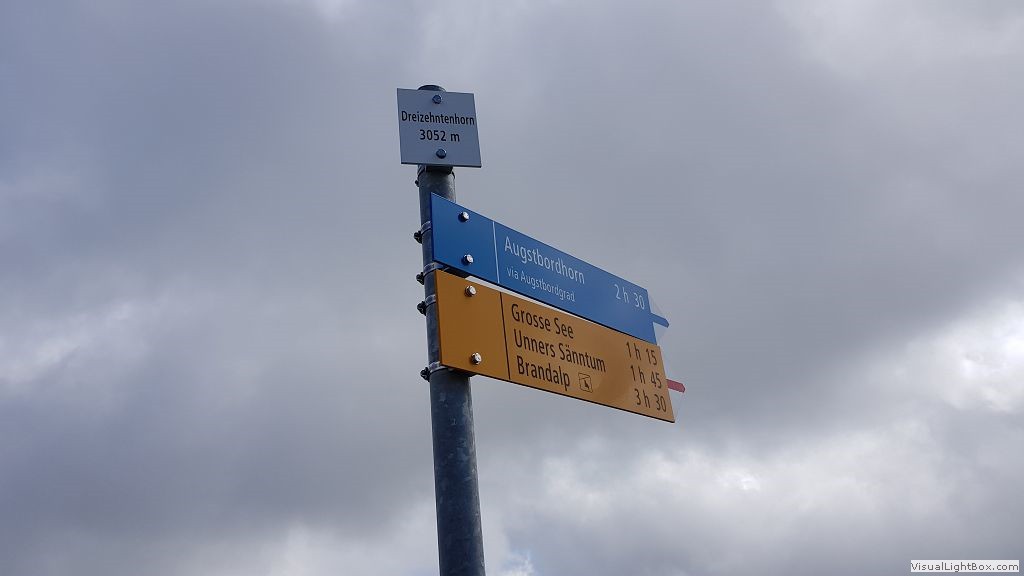 Dreizehntenhorn
3052 m
Augstbordhorn
via Augstbordgrad 2 h 30
Grosse See 1 h 15
Unners Sänntum 1 h 45
Brandalp 3 h 30
VisualLightBox.com